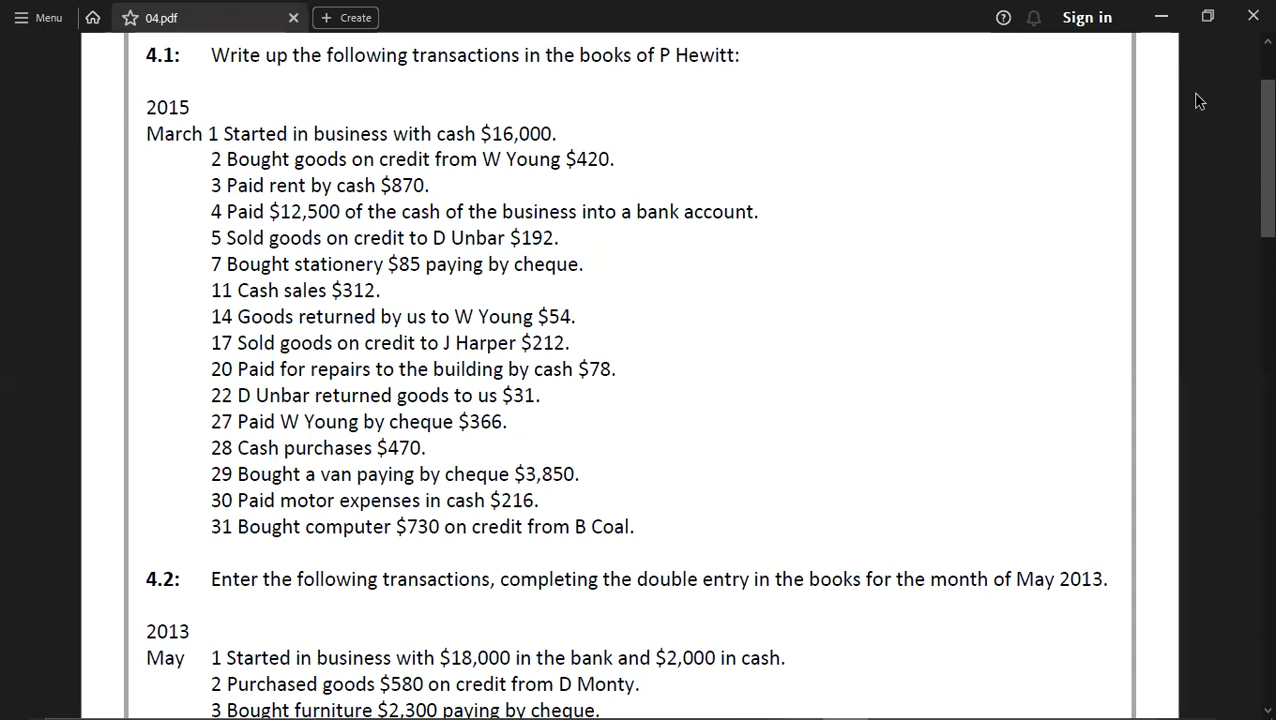 Menu
04.pdf
Create
Sign in
4.1: Write up the following transactions in the books of P Hewitt:
2015
March 1 Started in business with cash $16,000.
2 Bought goods on credit from W Young $420.
3 Paid rent by cash $870.
4 Paid $12,500 of the cash of the business into a bank account.
5 Sold goods on credit to D Unbar $192.
7 Bought stationery $85 paying by cheque.
11 Cash sales $312.
14 Goods returned by us to W Young $54.
17 Sold goods on credit to J Harper $212.
20 Paid for repairs to the building by cash $78.
22 D Unbar returned goods to us $31.
27 Paid W Young by cheque $366.
28 Cash purchases $470.
29 Bought a van paying by cheque $3,850.
30 Paid motor expenses in cash $216.
31 Bought computer $730 on credit from B Coal.
4.2: Enter the following transactions, completing the double entry in the books for the month of May 2013.
2013
May 1 Started in business with $18,000 in the bank and $2,000 in cash.
2 Purchased goods $580 on credit from D Monty.
3 Bought furniture $2,300 paying by cheque.